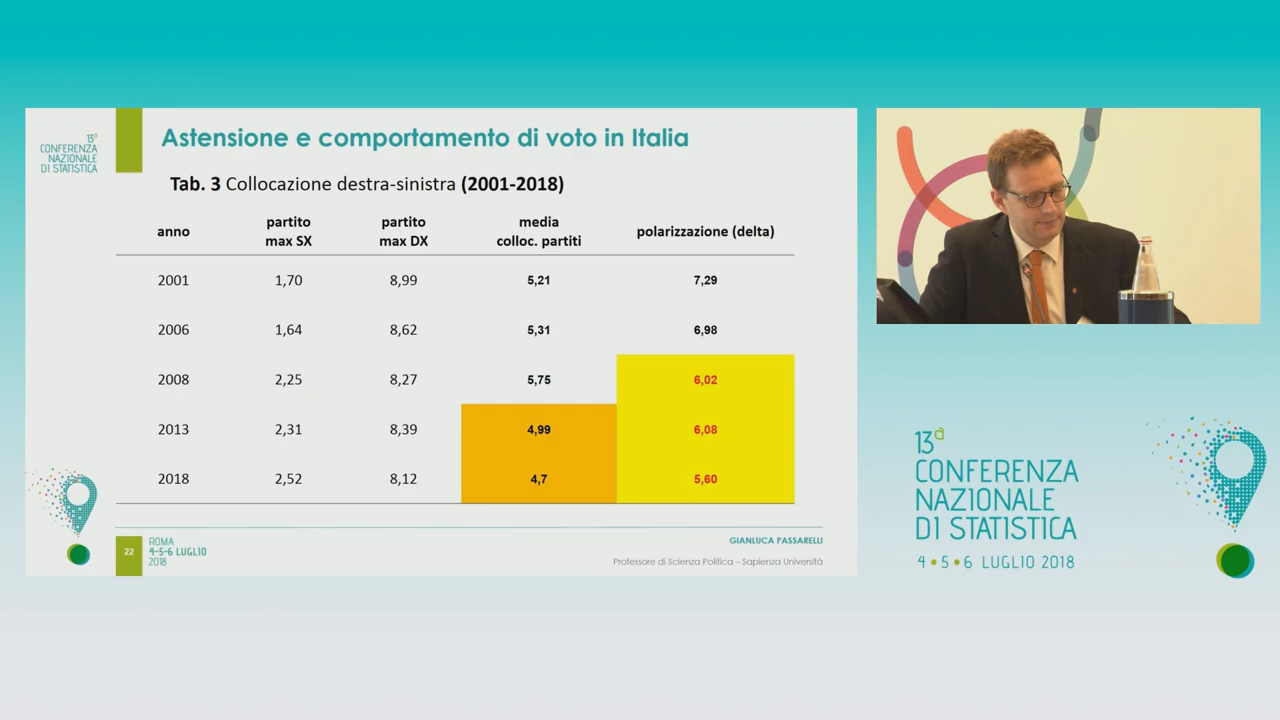 13ª
CONFERENZA
NAZIONALE
DI STATISTICA
Astensione e comportamento di voto in Italia
Tab. 3 Collocazione destra-sinistra (2001-2018)
anno partito max SX partito max DX media colloc. partiti polarizzazione (delta)
2001 1,70 8,99 5,21 7,29
2006 1,64 8,62 5,31 6,98
2008 2,25 8,27 5,75 6,02
2013 2,31 8,39 4,99 6,08
2018 2,52 8,12 4,7 5,60
22
ROMA
4-5-6 LUGLIO
2018
GIANLUCA PASSARELLI
Professore di Scienza Politica – Sapienza Università
13ª
CONFERENZA
NAZIONALE
DI STATISTICA
4 • 5 • 6 LUGLIO 2018